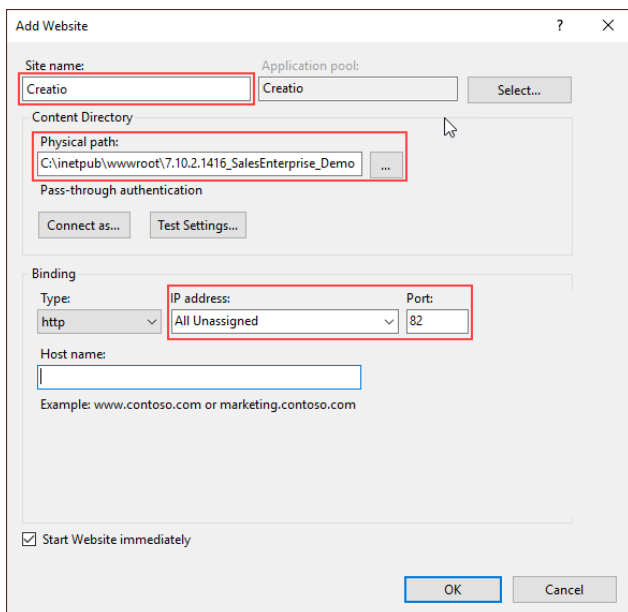 Add Website
?
Site name:
Application pool:
Creatio
Creatio
Select...
Content Directory
Physical path:
C:\inetpub\wwwroot\7.10.2.1416_SalesEnterprise_Demo
...
Pass-through authentication
Connect as...
Test Settings...
Binding
Type:
IP address:
Port:
http
All Unassigned
82
Host name:
Example: www.contoso.com or marketing.contoso.com
Start Website immediately
OK
Cancel